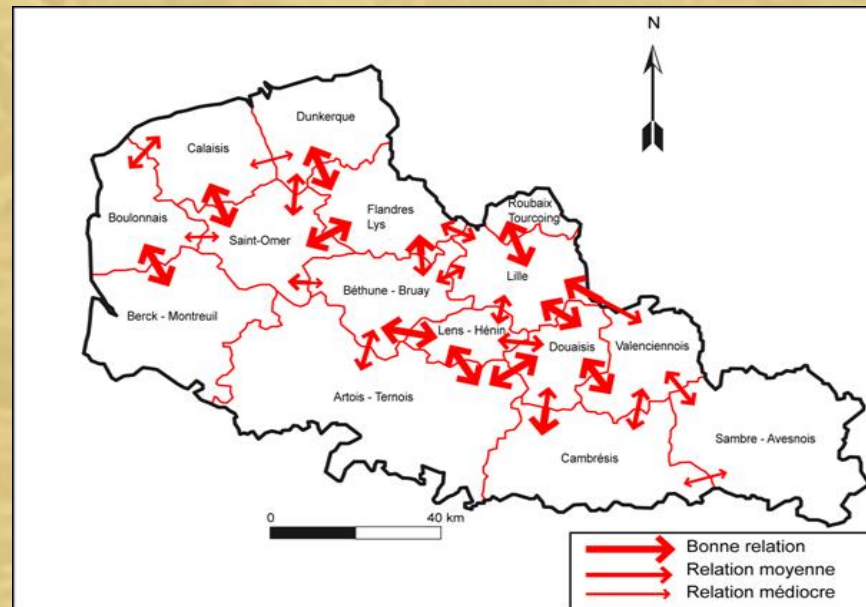 N
Dunkerque
Calaisis
Roubaix
Tourcoing
Flandres
Lys
Boulonnais
Saint-Omer
Lille
Béthune - Bruay
Berck - Montreuil
Lens - Hénin
Douaisis
Valenciennois
Artois - Ternois
Sambre - Avesnois
Cambrésis
0
40 km
Bonne relation
Relation moyenne
Relation médiocre